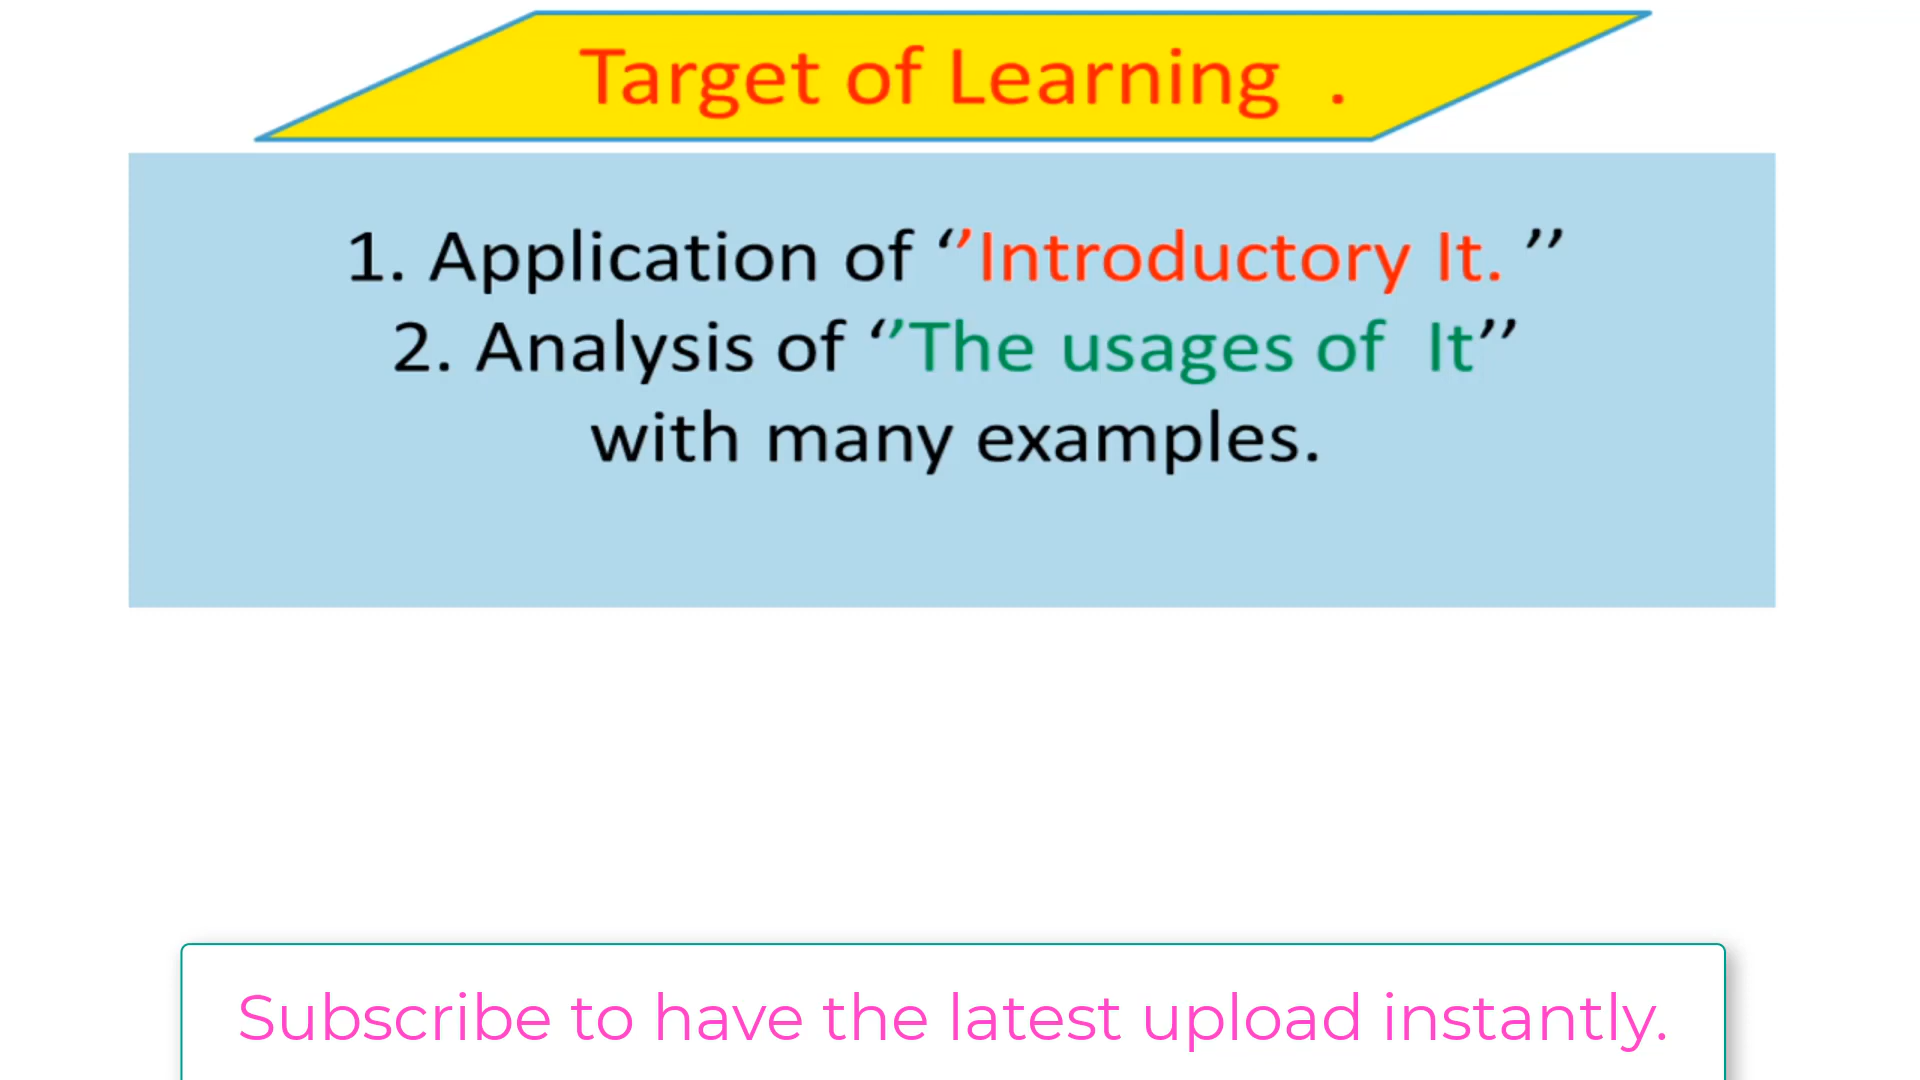 Target of Learning .
1. Application of ‘’Introductory It. ’’
2. Analysis of ‘’The usages of It’’
with many examples.
Subscribe to have the latest upload instantly.